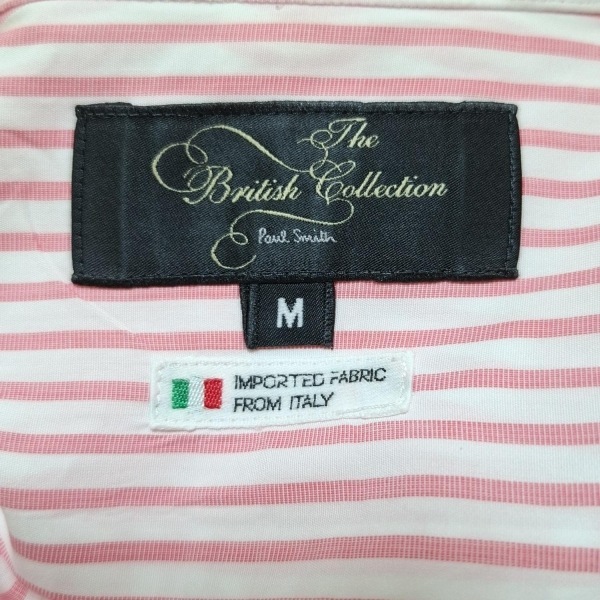 The
British Collection
Paul Smith
M
IMPORTED FABRIC
FROM ITALY